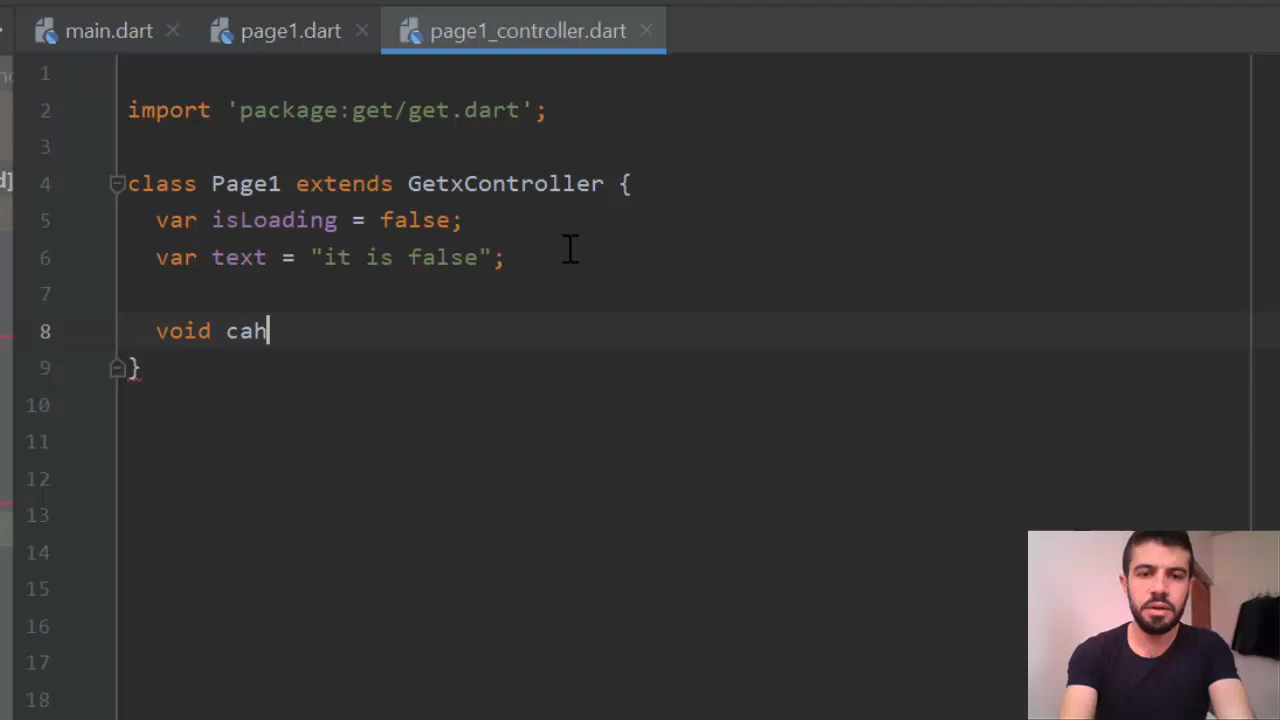 main.dart
page1.dart
page1_controller.dart
1
2 import 'package:get/get.dart';
3
4 class Page1 extends GetxController {
5 var isLoading = false;
6 var text = "it is false";
7
8 void cah
9 }
10
11
12
13
14
15
16
17
18